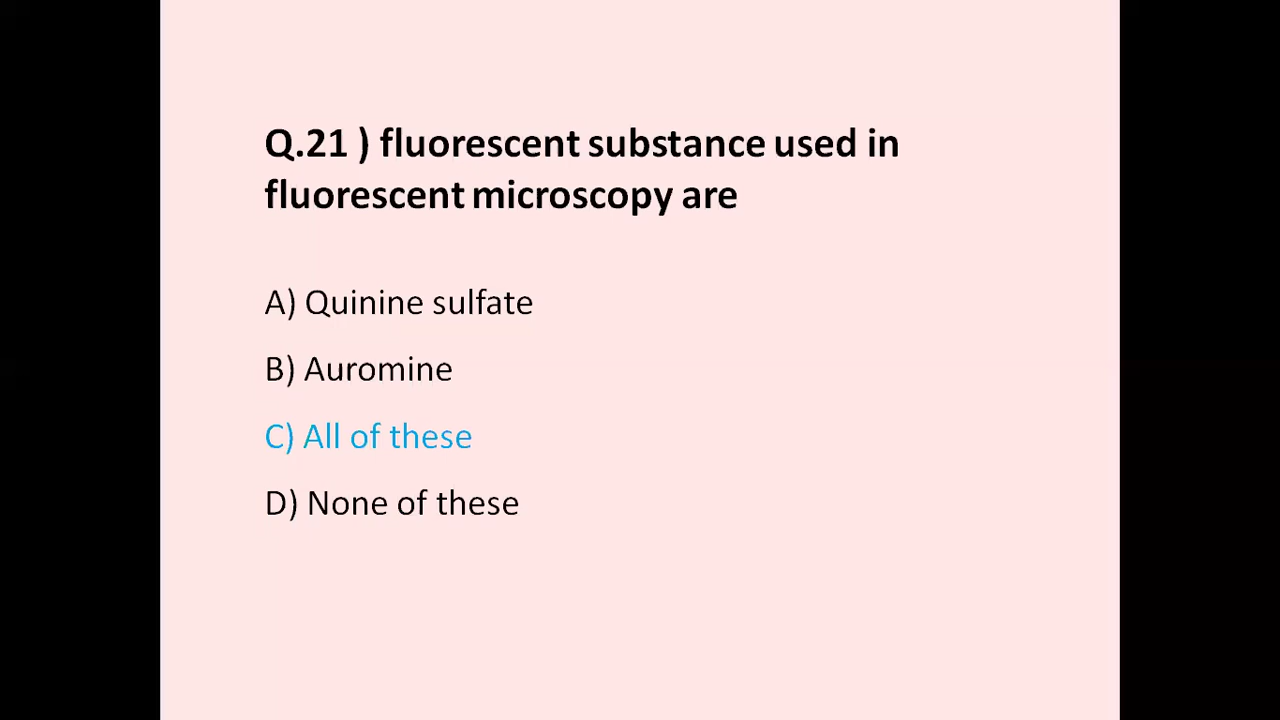 Q.21 ) fluorescent substance used in
fluorescent microscopy are
A) Quinine sulfate
B) Auromine
C) All of these
D) None of these